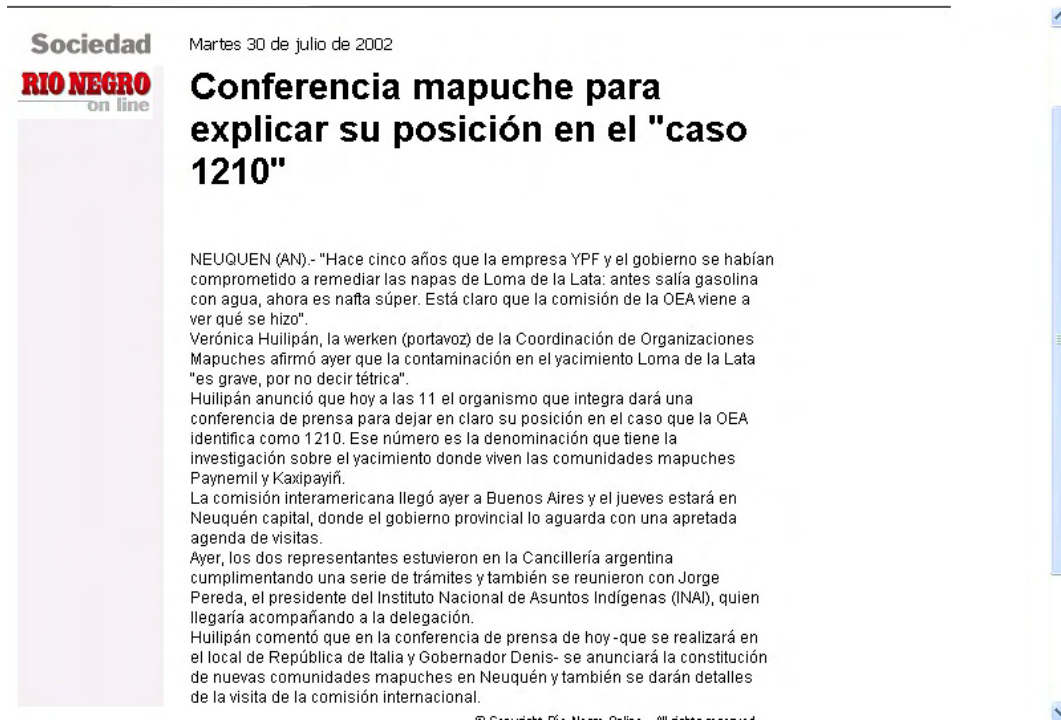 Sociedad
RIO NEGRO
on line
Martes 30 de julio de 2002
Conferencia mapuche para
explicar su posición en el "caso
1210"
NEUQUEN (AN).- "Hace cinco años que la empresa YPF y el gobierno se habían
comprometido a remediar las napas de Loma de la Lata: antes salía gasolina
con agua, ahora es nafta súper. Está claro que la comisión de la OEA viene a
ver qué se hizo".
Verónica Huilipán, la werken (portavoz) de la Coordinación de Organizaciones
Mapuches afirmó ayer que la contaminación en el yacimiento Loma de la Lata
"es grave, por no decir tétrica".
Huilipán anunció que hoy a las 11 el organismo que integra dará una
conferencia de prensa para dejar en claro su posición en el caso que la OEA
identifica como 1210. Ese número es la denominación que tiene la
investigación sobre el yacimiento donde viven las comunidades mapuches
Paynemil y Kaxipayiñ.
La comisión interamericana llegó ayer a Buenos Aires y el jueves estará en
Neuquén capital, donde el gobierno provincial lo aguarda con una apretada
agenda de visitas.
Ayer, los dos representantes estuvieron en la Cancillería argentina
cumplimentando una serie de trámites y también se reunieron con Jorge
Pereda, el presidente del Instituto Nacional de Asuntos Indígenas (INAI), quien
llegaría acompañando a la delegación.
Huilipán comentó que en la conferencia de prensa de hoy -que se realizará en
el local de República de Italia y Gobernador Denis- se anunciará la constitución
de nuevas comunidades mapuches en Neuquén y también se darán detalles
de la visita de la comisión internacional.